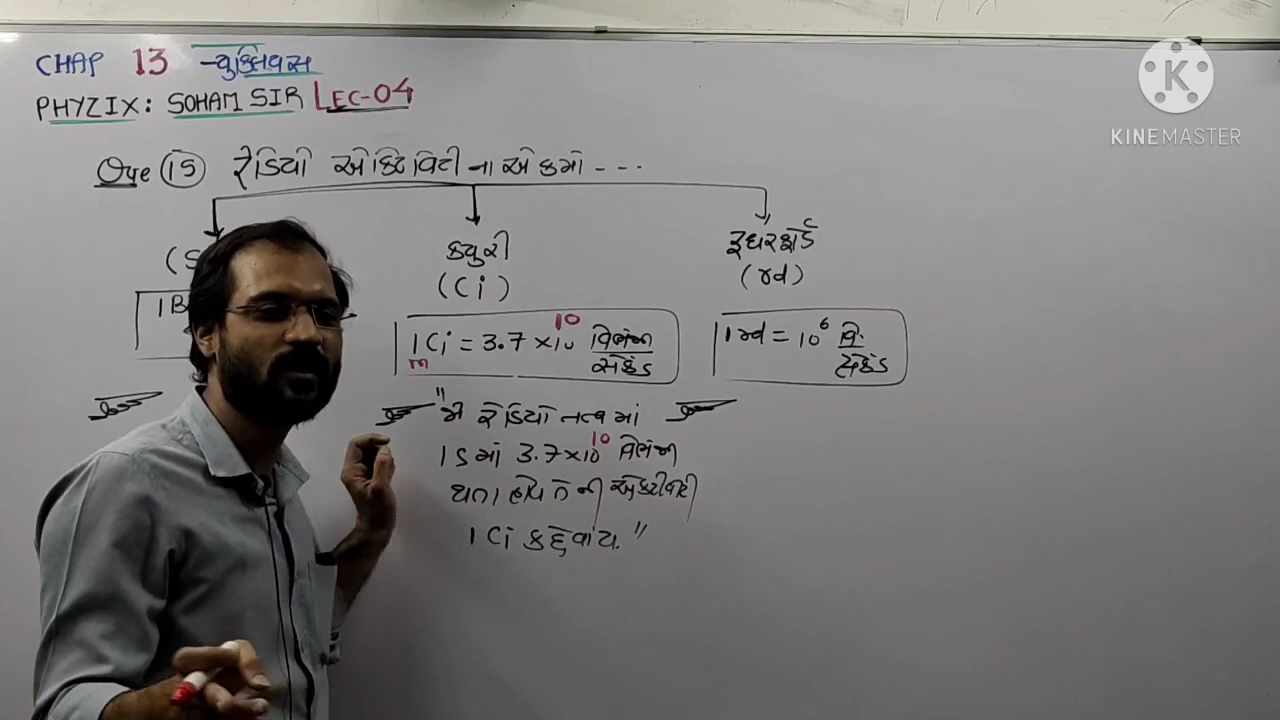 CHAP 13 ન્યુક્લિયસ
PHYZIX: SOHAM SIR LEC-04
Que 15 રેડિયો એક્ટિવિટી ના એકમો ---
(S
ક્યુરી
(Ci)
રૂધરફોર્ડ
(rd)
1 B
1 Ci = 3.7 × 10^10 વિભંજન / સેકંડ
m
1 rd = 10^6 વિ. / સેકંડ
"જે રેડિયો તત્વ માં
1 S માં 3.7 × 10^10 વિભંજન
થતા હોય તે ની એક્ટીવીટી
1 Ci કહેવાય."
K
KINEMASTER